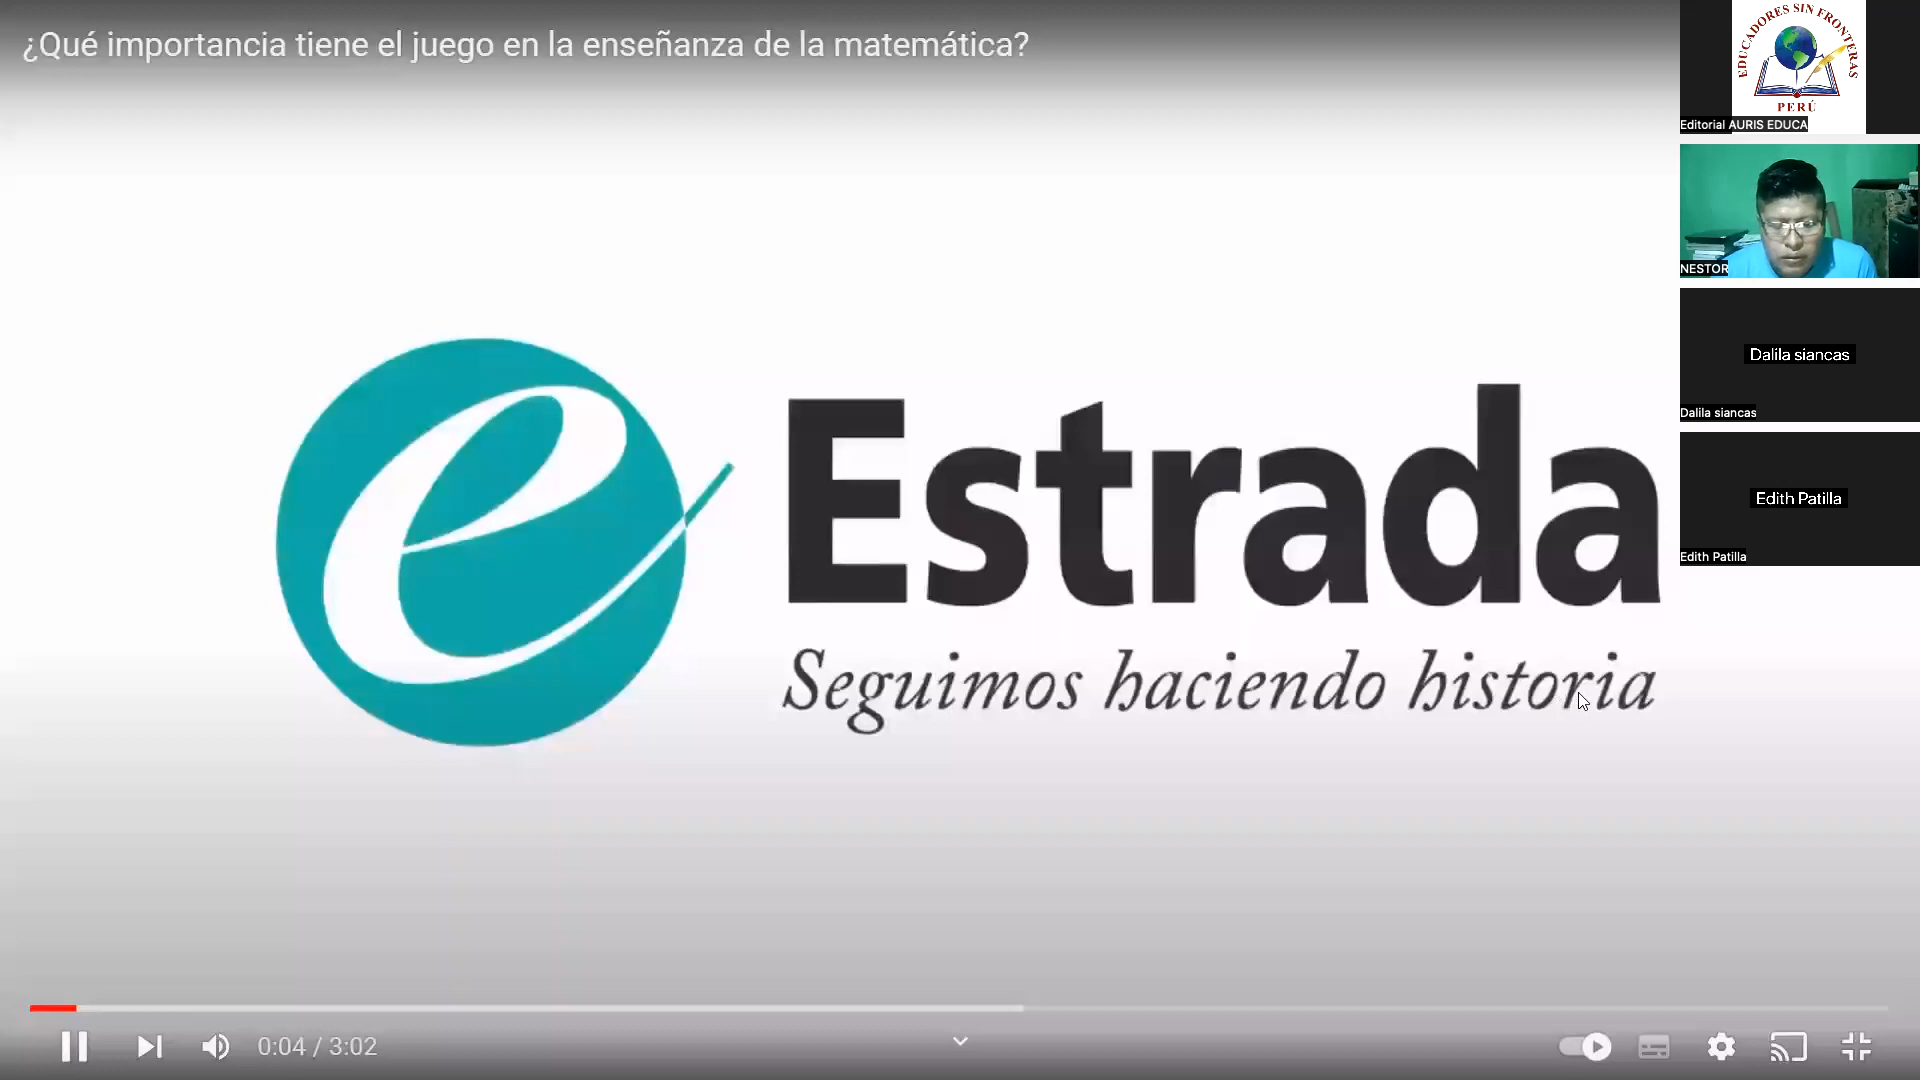 ¿Qué importancia tiene el juego en la enseñanza de la matemática?
EDUCADORES SIN FRONTERAS
PERÚ
Editorial AURIS EDUCA
NESTOR
Dalila siancas
Dalila siancas
Edith Patilla
Edith Patilla
e Estrada
Seguimos haciendo historia
0:04 / 3:02